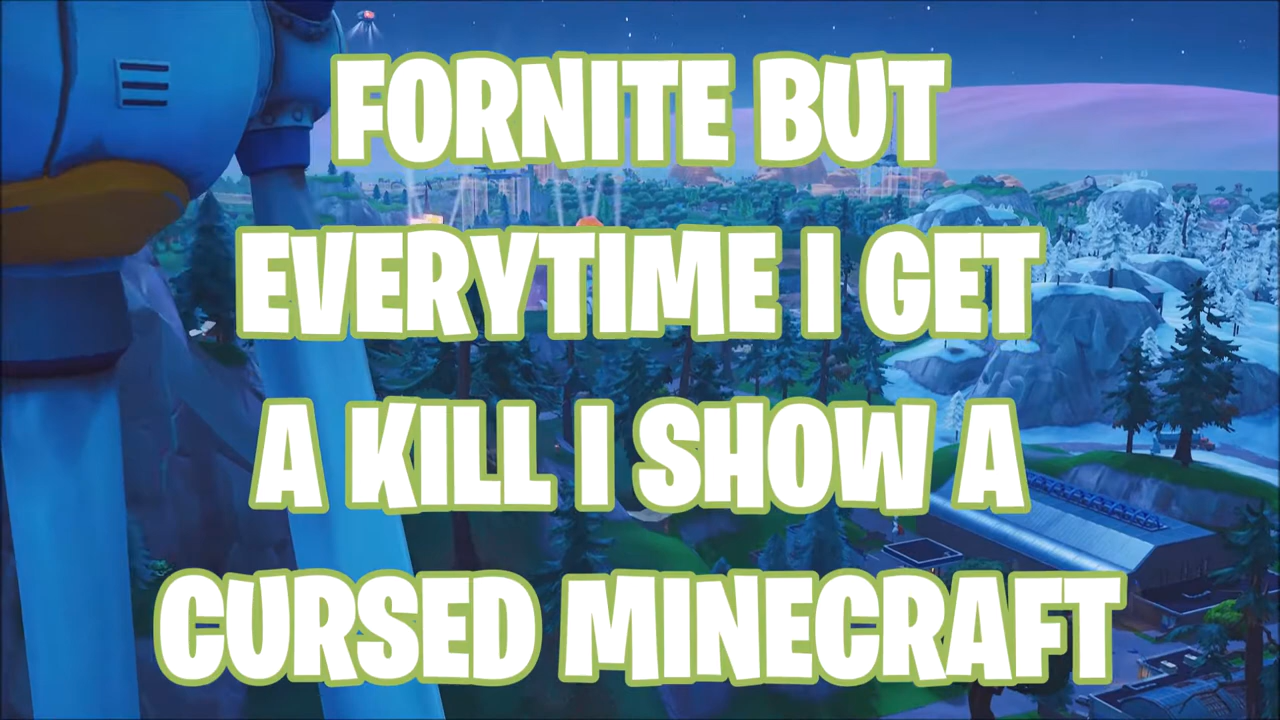 FORNITE BUT
EVERYTIME I GET
A KILL I SHOW A
CURSED MINECRAFT